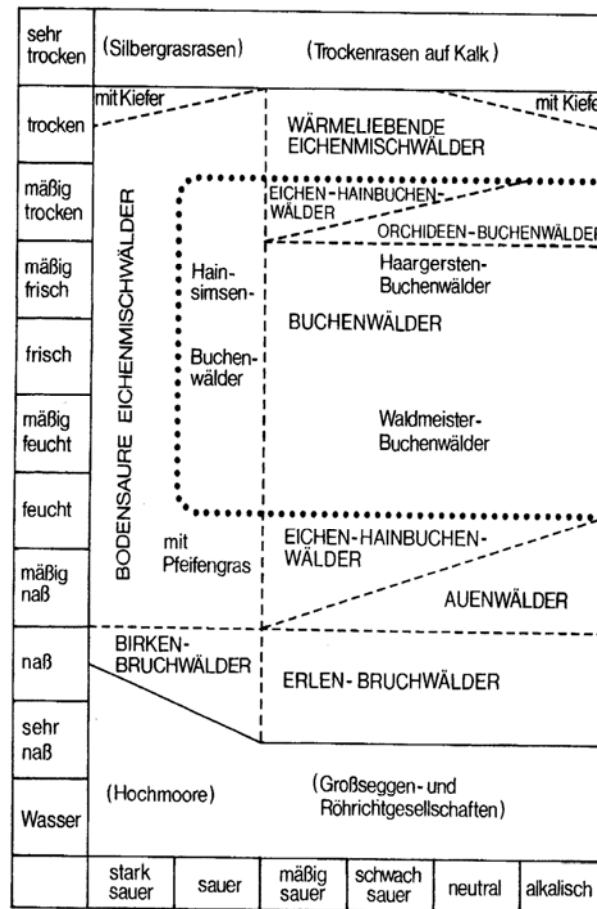 sehr
trocken
(Silbergrasrasen)
(Trockenrasen auf Kalk)
trocken
mit Kiefer
mit Kiefe
WÄRMELIEBENDE
EICHENMISCHWÄLDER
mäßig
trocken
EICHEN-HAINBUCHEN-
WÄLDER
ORCHIDEEN-BUCHENWÄLDER
BODENSAURE EICHENMISCHWÄLDER
mäßig
frisch
Hain-
simsen-
Haargersten-
Buchenwälder
BUCHENWÄLDER
frisch
Buchen-
wälder
mäßig
feucht
Waldmeister-
Buchenwälder
feucht
mit
Pfeifengras
EICHEN-HAINBUCHEN-
WÄLDER
mäßig
naß
AUENWÄLDER
naß
BIRKEN-
BRUCHWÄLDER
ERLEN-BRUCHWÄLDER
sehr
naß
Wasser
(Hochmoore)
(Großseggen- und
Röhrichtgesellschaften)
stark
sauer
sauer
mäßig
sauer
schwach
sauer
neutral
alkalisch